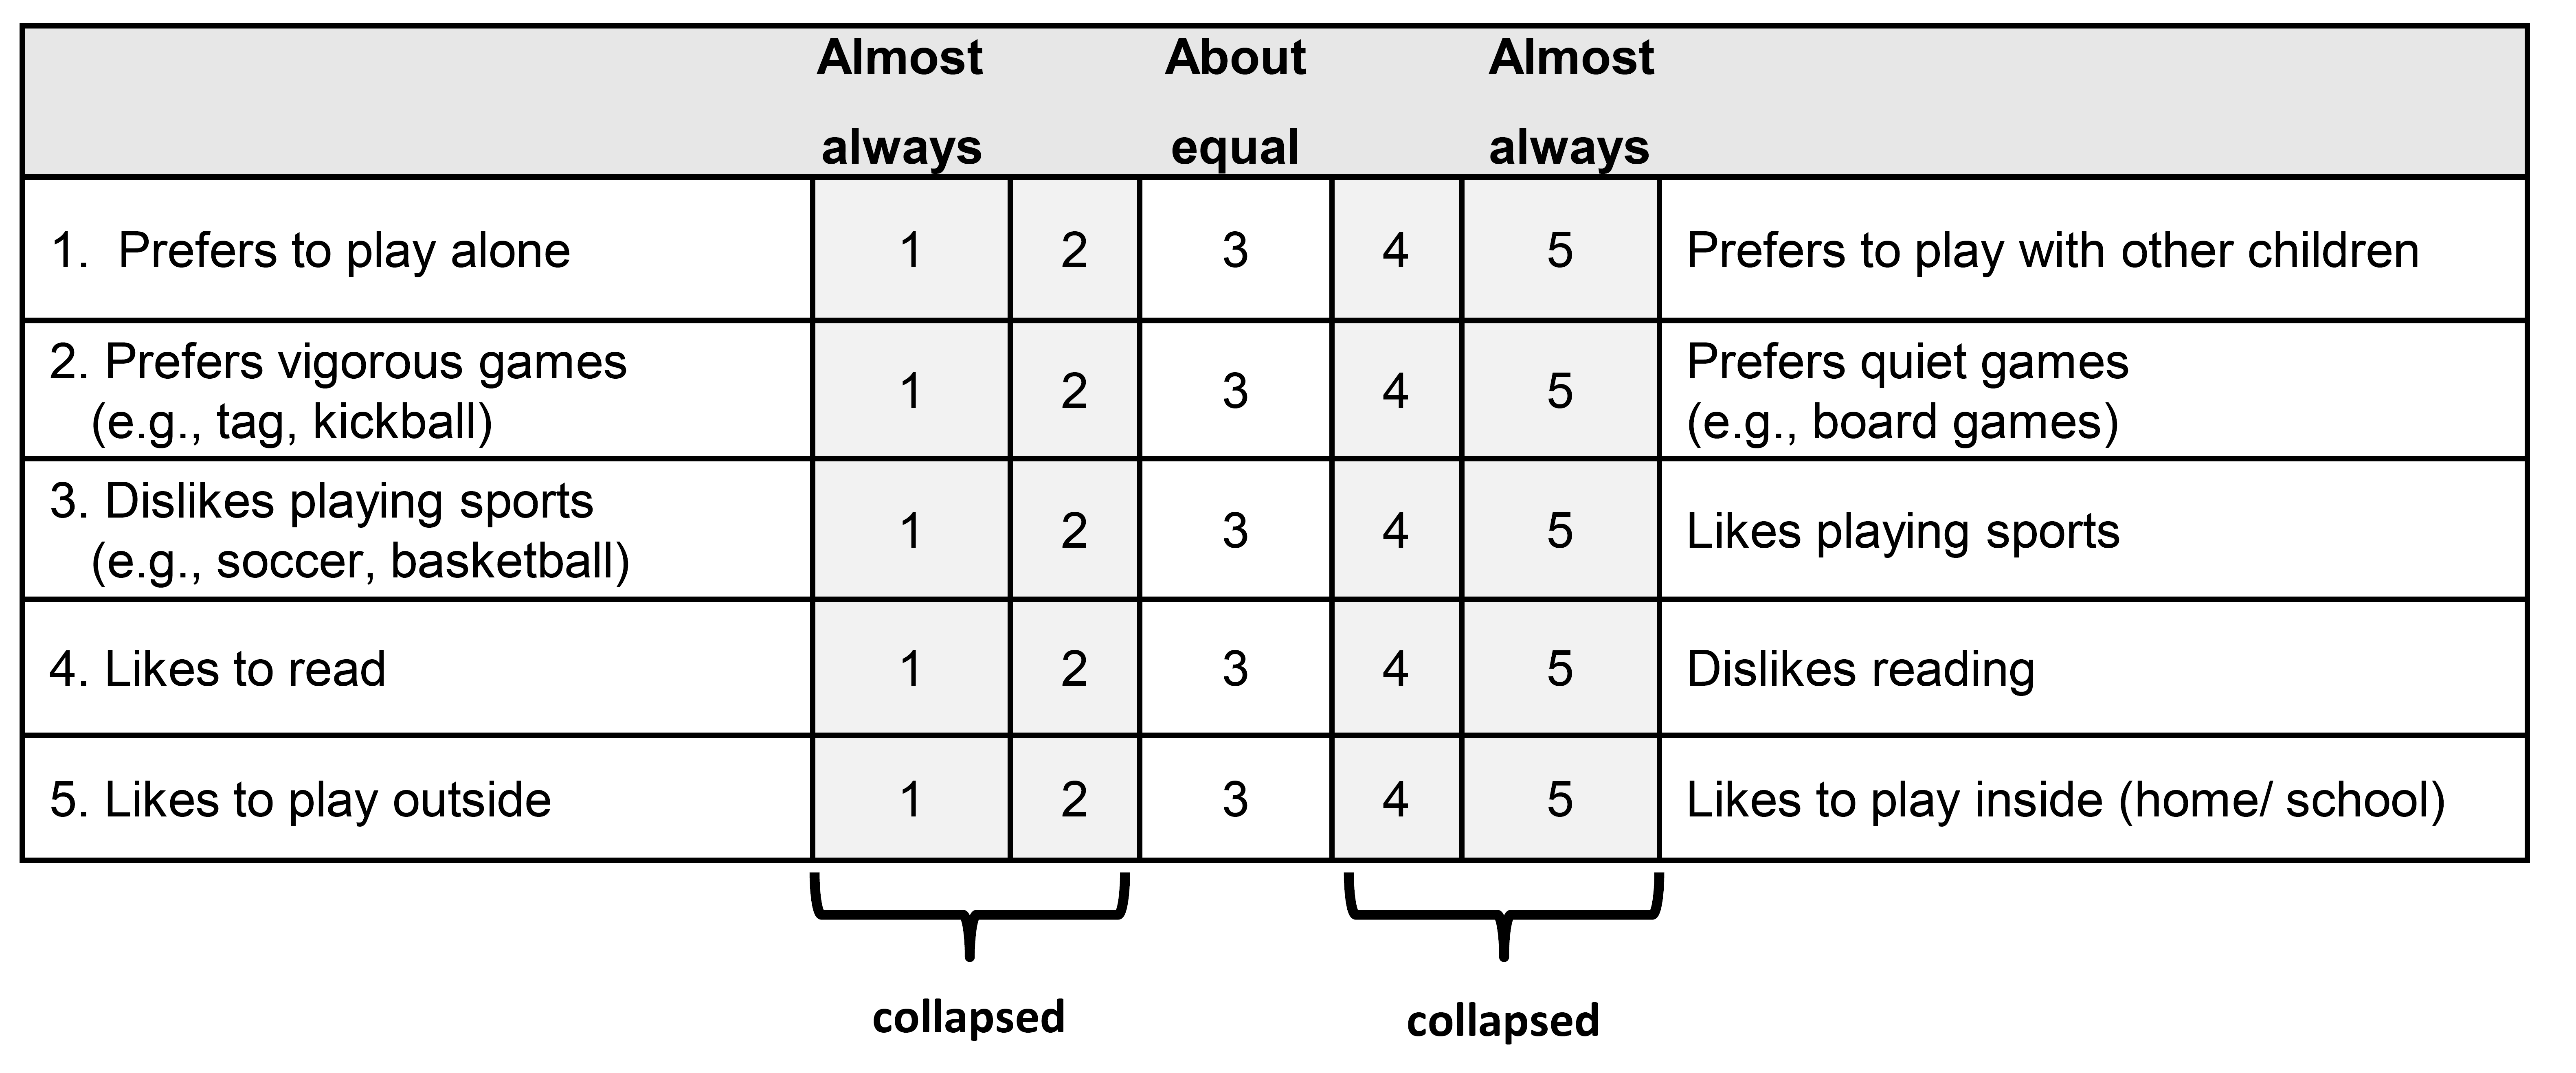 Almost About Almost
always equal always
1. Prefers to play alone 1 2 3 4 5 Prefers to play with other children
2. Prefers vigorous games
(e.g., tag, kickball) 1 2 3 4 5 Prefers quiet games
(e.g., board games)
3. Dislikes playing sports
(e.g., soccer, basketball) 1 2 3 4 5 Likes playing sports
4. Likes to read 1 2 3 4 5 Dislikes reading
5. Likes to play outside 1 2 3 4 5 Likes to play inside (home/ school)
collapsed collapsed